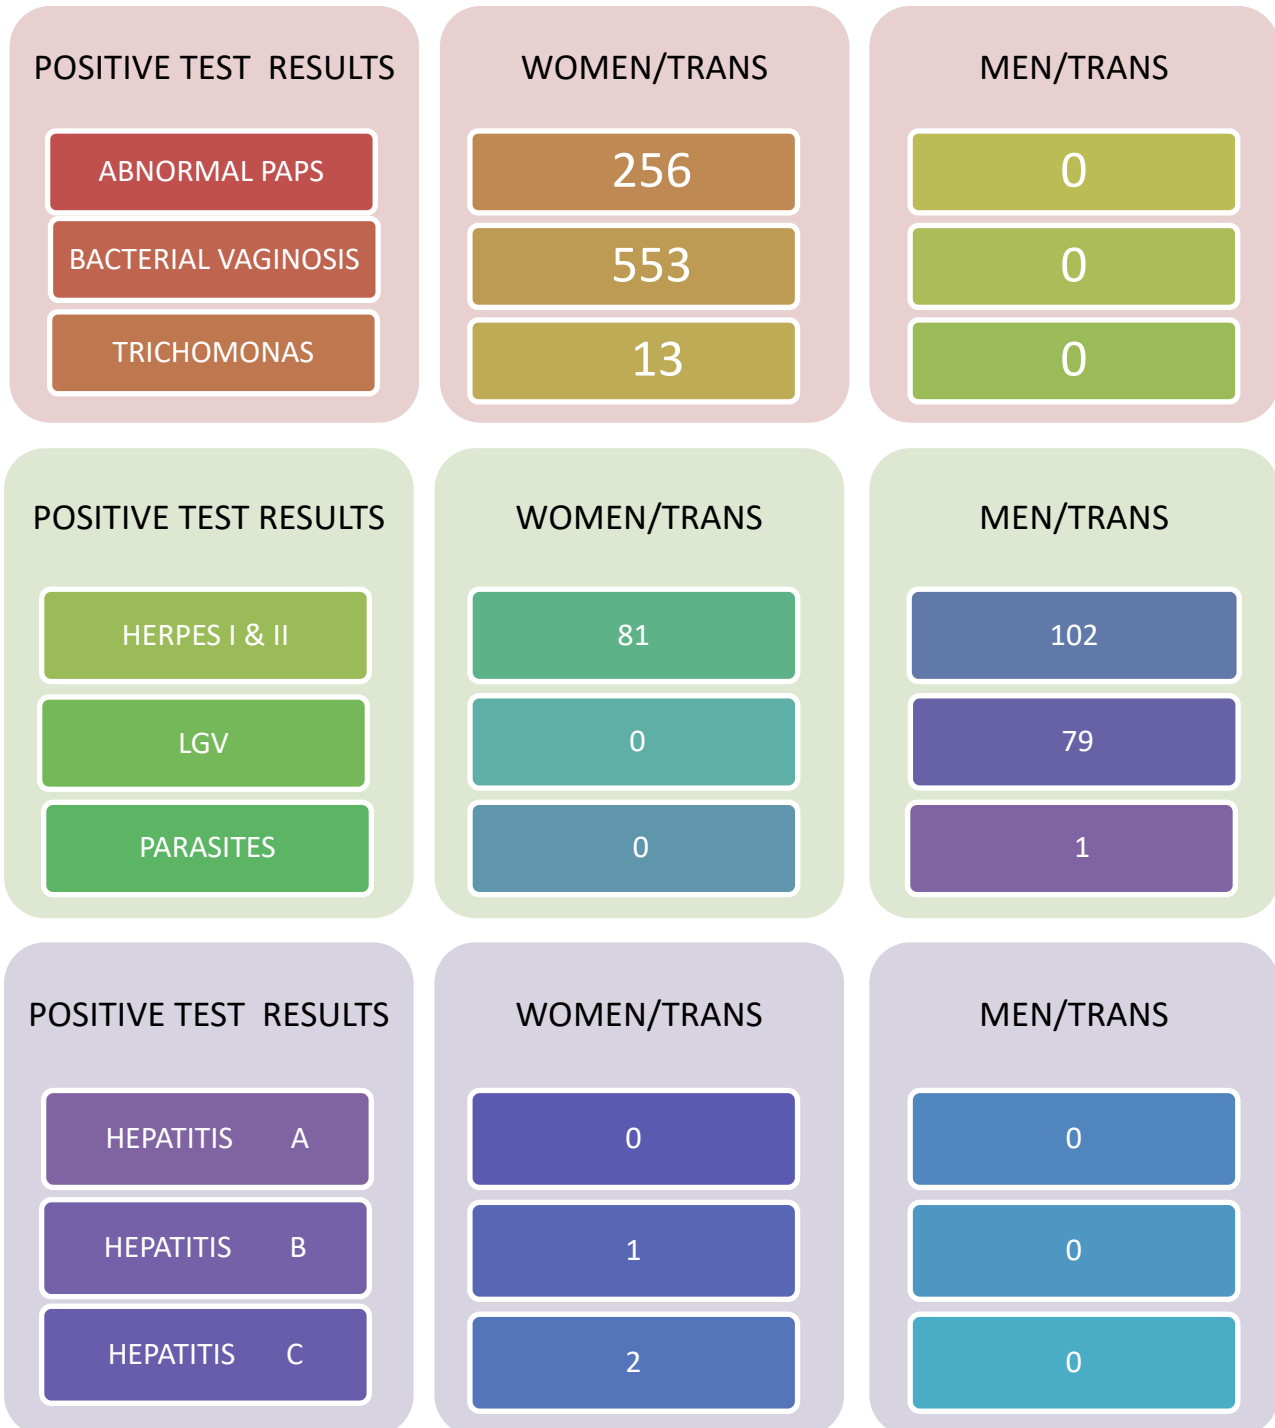 POSITIVE TEST RESULTS WOMEN/TRANS MEN/TRANS
ABNORMAL PAPS 256 0
BACTERIAL VAGINOSIS 553 0
TRICHOMONAS 13 0
POSITIVE TEST RESULTS WOMEN/TRANS MEN/TRANS
HERPES I & II 81 102
LGV 0 79
PARASITES 0 1
POSITIVE TEST RESULTS WOMEN/TRANS MEN/TRANS
HEPATITIS A 0 0
HEPATITIS B 1 0
HEPATITIS C 2 0